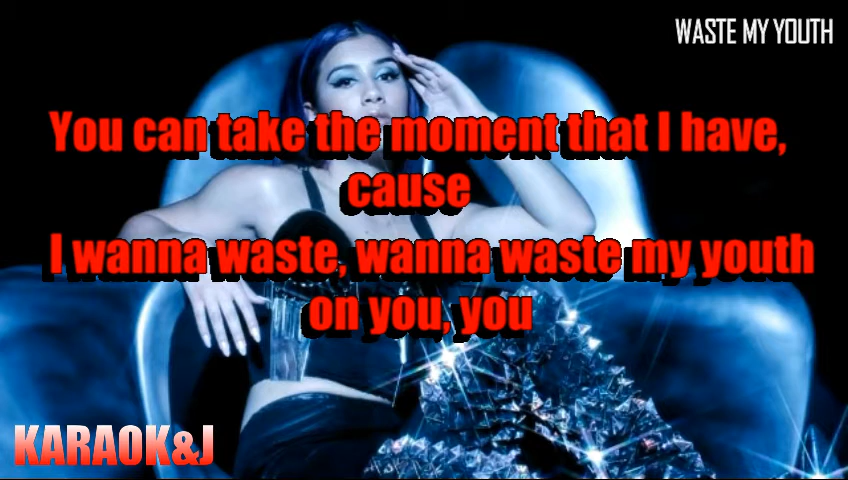 WASTE MY YOUTH
You can take the moment that I have,
cause
I wanna waste, wanna waste my youth
on you, you
KARAOK&J